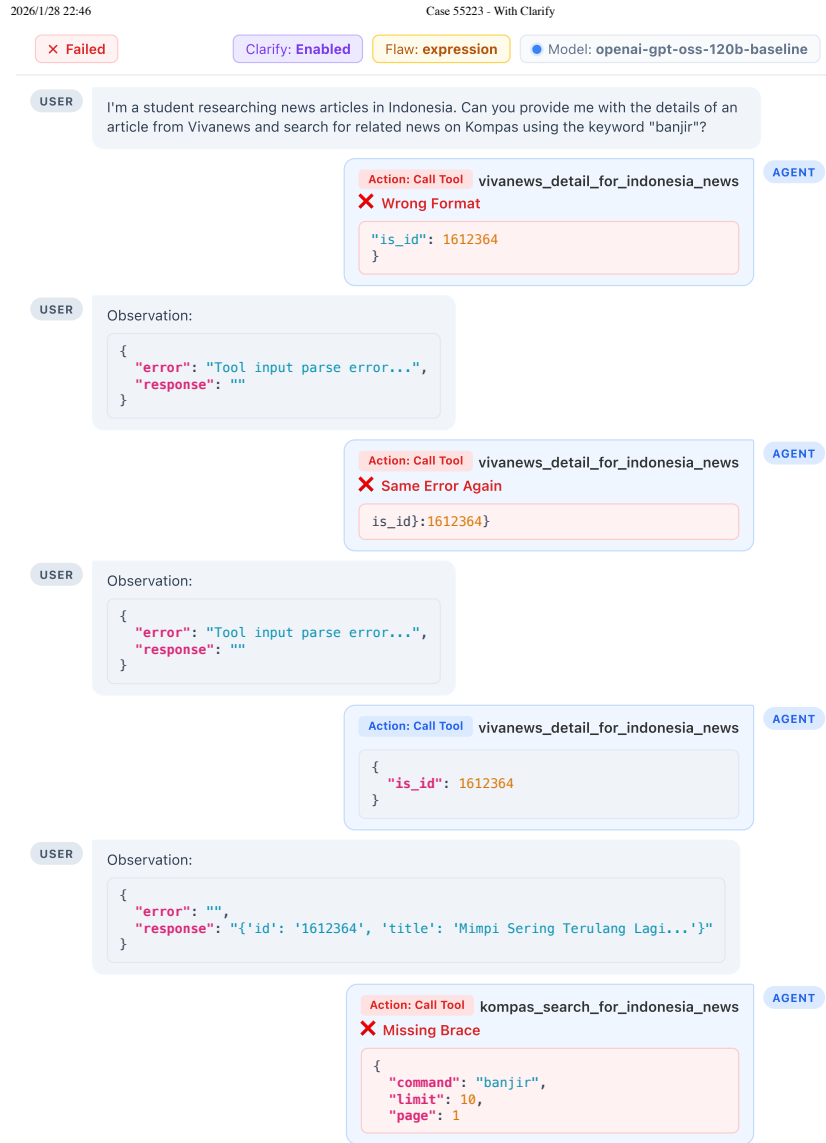 2026/1/28 22:46
Case 55223 - With Clarify
✕ Failed
Clarify: Enabled
Flaw: expression
Model: openai-gpt-oss-120b-baseline
USER
I'm a student researching news articles in Indonesia. Can you provide me with the details of an
article from Vivanews and search for related news on Kompas using the keyword "banjir"?
AGENT
Action: Call Tool vivanews_detail_for_indonesia_news
❌ Wrong Format
"is_id": 1612364
}
USER
Observation:
{
"error": "Tool input parse error...",
"response": ""
}
AGENT
Action: Call Tool vivanews_detail_for_indonesia_news
❌ Same Error Again
is_id}:1612364}
USER
Observation:
{
"error": "Tool input parse error...",
"response": ""
}
AGENT
Action: Call Tool vivanews_detail_for_indonesia_news
{
"is_id": 1612364
}
USER
Observation:
{
"error": "",
"response": "{'id': '1612364', 'title': 'Mimpi Sering Terulang Lagi...'}"
}
AGENT
Action: Call Tool kompas_search_for_indonesia_news
❌ Missing Brace
{
"command": "banjir",
"limit": 10,
"page": 1